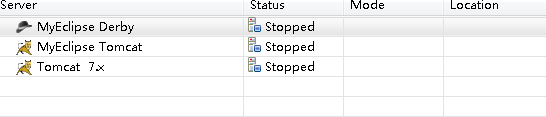 Server Status Mode Location
MyEclipse Derby Stopped
MyEclipse Tomcat Stopped
Tomcat 7.x Stopped